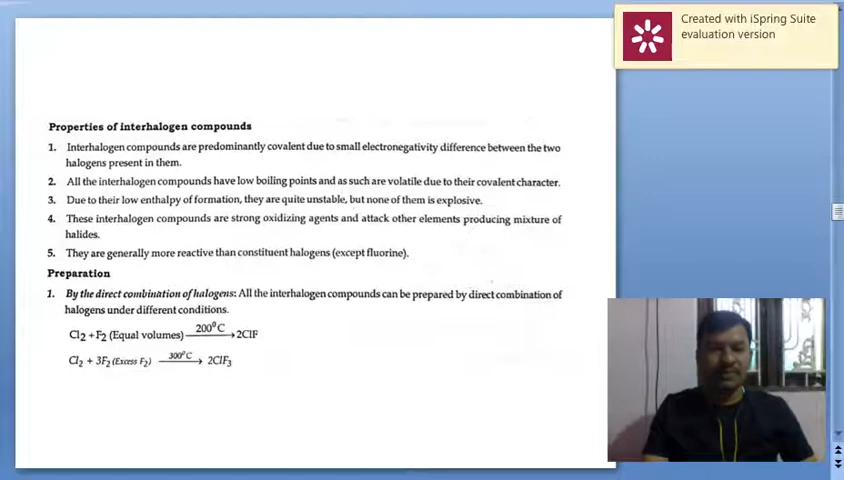 Created with iSpring Suite
evaluation version
Properties of interhalogen compounds
1. Interhalogen compounds are predominantly covalent due to small electronegativity difference between the two
halogens present in them.
2. All the interhalogen compounds have low boiling points and as such are volatile due to their covalent character.
3. Due to their low enthalpy of formation, they are quite unstable, but none of them is explosive.
4. These interhalogen compounds are strong oxidizing agents and attack other elements producing mixture of
halides.
5. They are generally more reactive than constituent halogens (except fluorine).
Preparation
1. By the direct combination of halogens: All the interhalogen compounds can be prepared by direct combination of
halogens under different conditions.
Cl₂ + F₂ (Equal volumes) —200⁰C→ 2ClF
Cl₂ + 3F₂ (Excess F₂) —300⁰C→ 2ClF₃